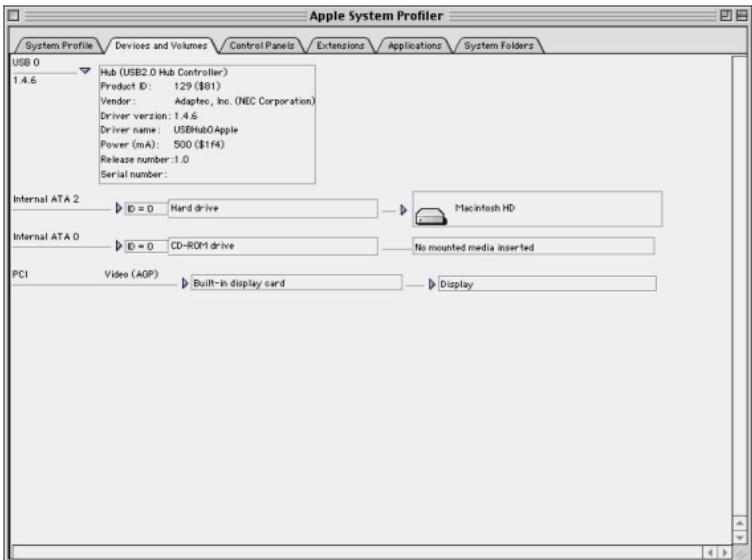 Apple System Profiler
System Profile Devices and Volumes Control Panels Extensions Applications System Folders
USB 0
1.4.6
Hub (USB2.0 Hub Controller)
Product ID: 129 ($81)
Vendor: Adaptec, Inc. (NEC Corporation)
Driver version: 1.4.6
Driver name: USBHub0Apple
Power (mA): 500 ($1f4)
Release number: 1.0
Serial number:
Internal ATA 2
ID = 0 Hard drive Macintosh HD
Internal ATA 0
ID = 0 CD-ROM drive No mounted media inserted
PCI Video (AGP)
Built-in display card Display